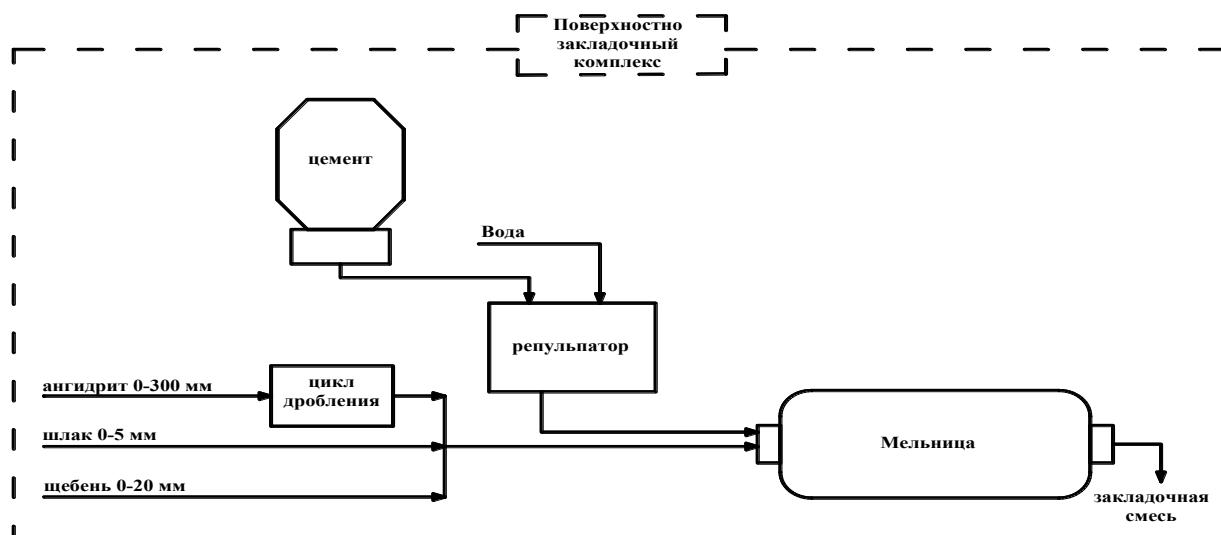 Поверхностно
закладочный
комплекс
цемент
Вода
репульпатор
ангидрит 0-300 мм
цикл
дробления
шлак 0-5 мм
Мельница
щебень 0-20 мм
закладочная
смесь